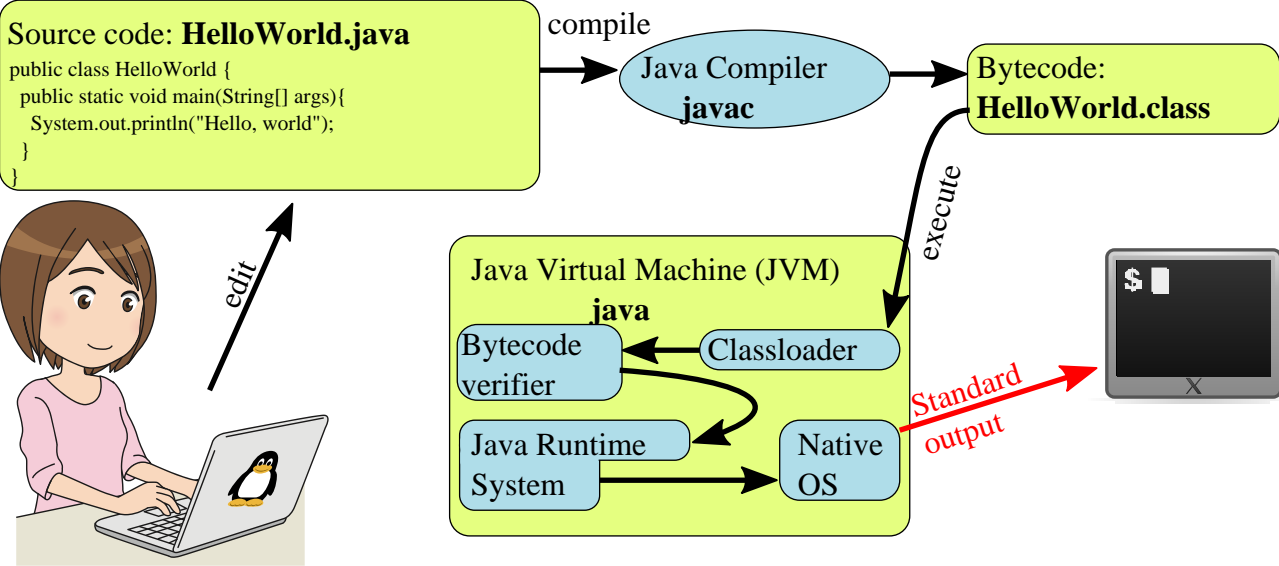 Source code: HelloWorld.java
public class HelloWorld {
public static void main(String[] args){
System.out.println("Hello, world");
}
}
compile
Java Compiler
javac
Bytecode:
HelloWorld.class
edit
execute
Java Virtual Machine (JVM)
java
Bytecode
verifier
Classloader
Java Runtime
System
Native
OS
Standard
output
$
X